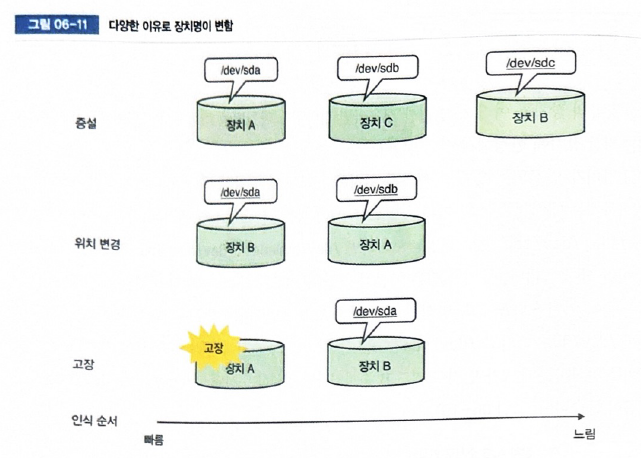 그림 06-11 다양한 이유로 장치명이 변함
/dev/sda /dev/sdb /dev/sdc
증설 장치 A 장치 C 장치 B
/dev/sda /dev/sdb
위치 변경 장치 B 장치 A
/dev/sda
고장
고장 장치 A 장치 B
인식 순서
빠름 느림